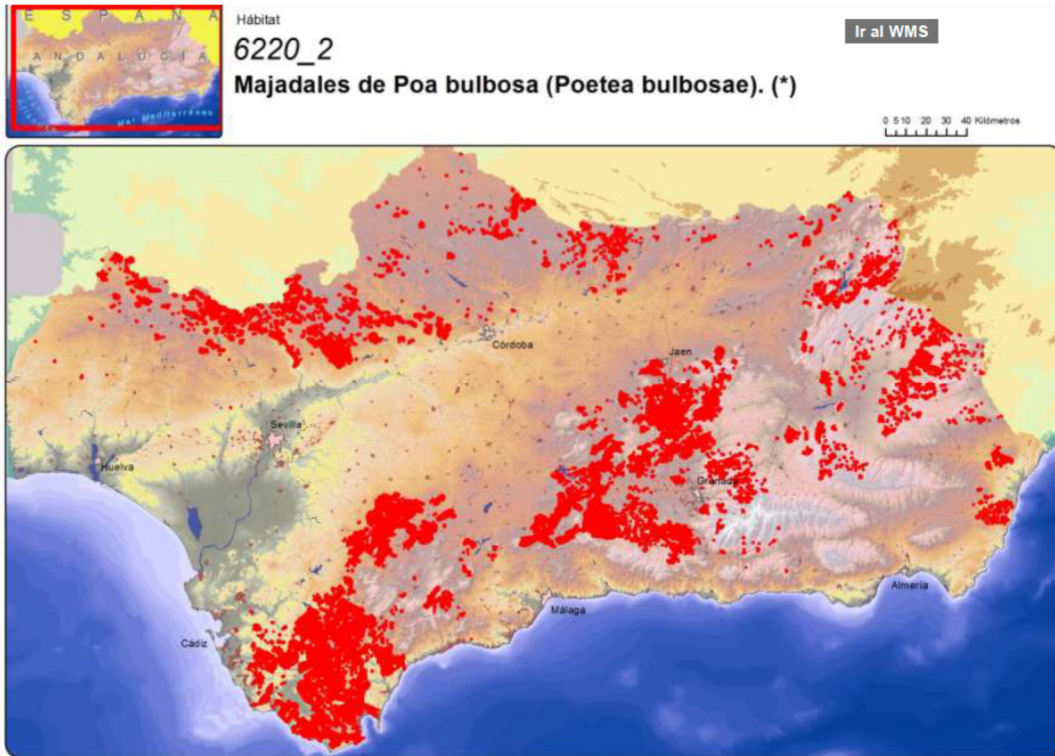 ESPAÑA
ANDALUCÍA
Mar Mediterráneo
Hábitat
6220_2
Majadales de Poa bulbosa (Poetea bulbosae). (*)
Ir al WMS
0 5 10 20 30 40 Kilómetros
Córdoba
Jaen
Sevilla
Huelva
Granada
Almería
Málaga
Cádiz